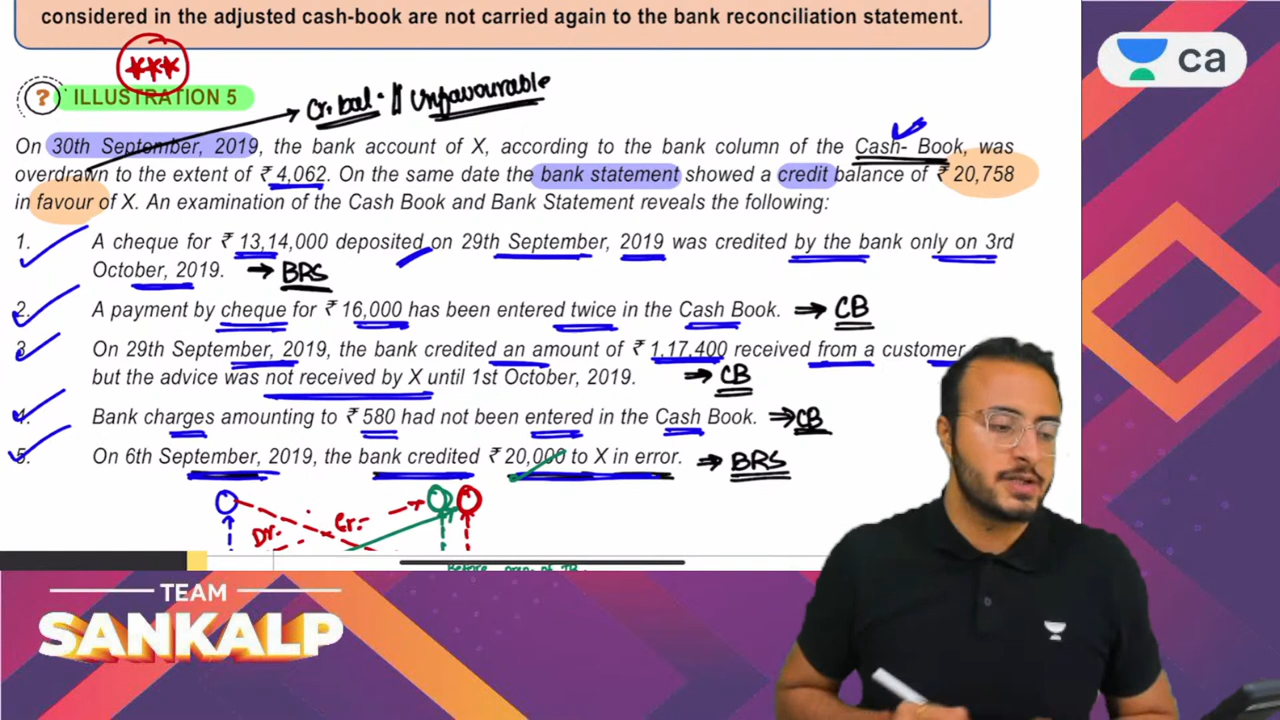 considered in the adjusted cash-book are not carried again to the bank reconciliation statement.
***
? ILLUSTRATION 5
Cr. bal. Unfavourable
On 30th September, 2019, the bank account of X, according to the bank column of the Cash- Book, was
overdrawn to the extent of ₹ 4,062. On the same date the bank statement showed a credit balance of ₹ 20,758
in favour of X. An examination of the Cash Book and Bank Statement reveals the following:
1. A cheque for ₹ 13,14,000 deposited on 29th September, 2019 was credited by the bank only on 3rd
October, 2019. → BRS
2. A payment by cheque for ₹ 16,000 has been entered twice in the Cash Book. → CB
3 On 29th September, 2019, the bank credited an amount of ₹ 1,17,400 received from a customer
but the advice was not received by X until 1st October, 2019. → CB
4. Bank charges amounting to ₹ 580 had not been entered in the Cash Book. → CB
5. On 6th September, 2019, the bank credited ₹ 20,000 to X in error. → BRS
Dr. Cr.
Before
TEAM
SANKALP
ca